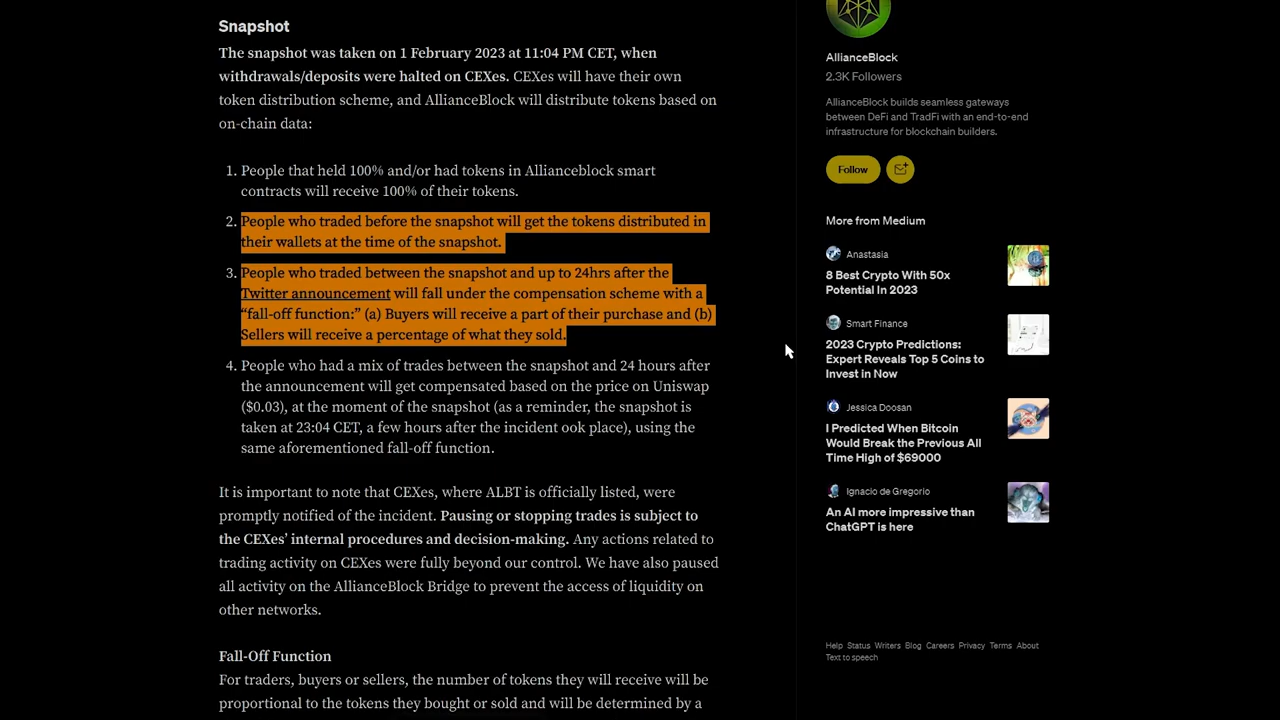 Snapshot
The snapshot was taken on 1 February 2023 at 11:04 PM CET, when
withdrawals/deposits were halted on CEXes. CEXes will have their own
token distribution scheme, and AllianceBlock will distribute tokens based on
on-chain data:
1. People that held 100% and/or had tokens in Allianceblock smart
contracts will receive 100% of their tokens.
2. People who traded before the snapshot will get the tokens distributed in
their wallets at the time of the snapshot.
3. People who traded between the snapshot and up to 24hrs after the
Twitter announcement will fall under the compensation scheme with a
“fall-off function:” (a) Buyers will receive a part of their purchase and (b)
Sellers will receive a percentage of what they sold.
4. People who had a mix of trades between the snapshot and 24 hours after
the announcement will get compensated based on the price on Uniswap
($0.03), at the moment of the snapshot (as a reminder, the snapshot is
taken at 23:04 CET, a few hours after the incident ook place), using the
same aforementioned fall-off function.
It is important to note that CEXes, where ALBT is officially listed, were
promptly notified of the incident. Pausing or stopping trades is subject to
the CEXes’ internal procedures and decision-making. Any actions related to
trading activity on CEXes were fully beyond our control. We have also paused
all activity on the AllianceBlock Bridge to prevent the access of liquidity on
other networks.
Fall-Off Function
For traders, buyers or sellers, the number of tokens they will receive will be
proportional to the tokens they bought or sold and will be determined by a
AllianceBlock
2.3K Followers
AllianceBlock builds seamless gateways
between DeFi and TradFi with an end-to-end
infrastructure for blockchain builders.
Follow
More from Medium
Anastasia
8 Best Crypto With 50x
Potential In 2023
Smart Finance
2023 Crypto Predictions:
Expert Reveals Top 5 Coins to
Invest in Now
Jessica Doosan
I Predicted When Bitcoin
Would Break the Previous All
Time High of $69000
Ignacio de Gregorio
An AI more impressive than
ChatGPT is here
Help Status Writers Blog Careers Privacy Terms About
Text to speech